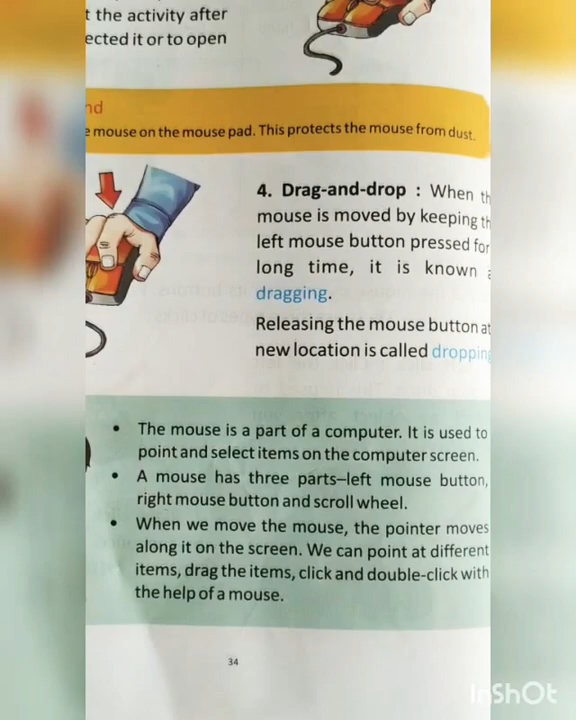 t the activity after
ected it or to open
nd
e mouse on the mouse pad. This protects the mouse from dust.
4. Drag-and-drop : When th
mouse is moved by keeping th
left mouse button pressed for
long time, it is known a
dragging.
Releasing the mouse button at
new location is called dropping
• The mouse is a part of a computer. It is used to
point and select items on the computer screen.
• A mouse has three parts–left mouse button,
right mouse button and scroll wheel.
• When we move the mouse, the pointer moves
along it on the screen. We can point at different
items, drag the items, click and double-click with
the help of a mouse.
34
InShOt